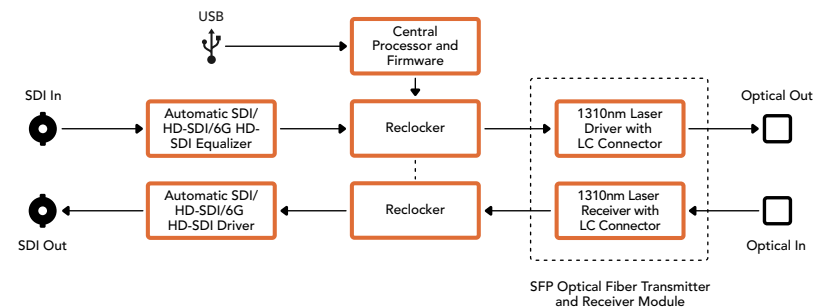 USB
Central
Processor and
Firmware
SDI In
Automatic SDI/
HD-SDI/6G HD-
SDI Equalizer
Reclocker
1310nm Laser
Driver with
LC Connector
Optical Out
SDI Out
Automatic SDI/
HD-SDI/6G
HD-SDI Driver
Reclocker
1310nm Laser
Receiver with
LC Connector
Optical In
SFP Optical Fiber Transmitter
and Receiver Module